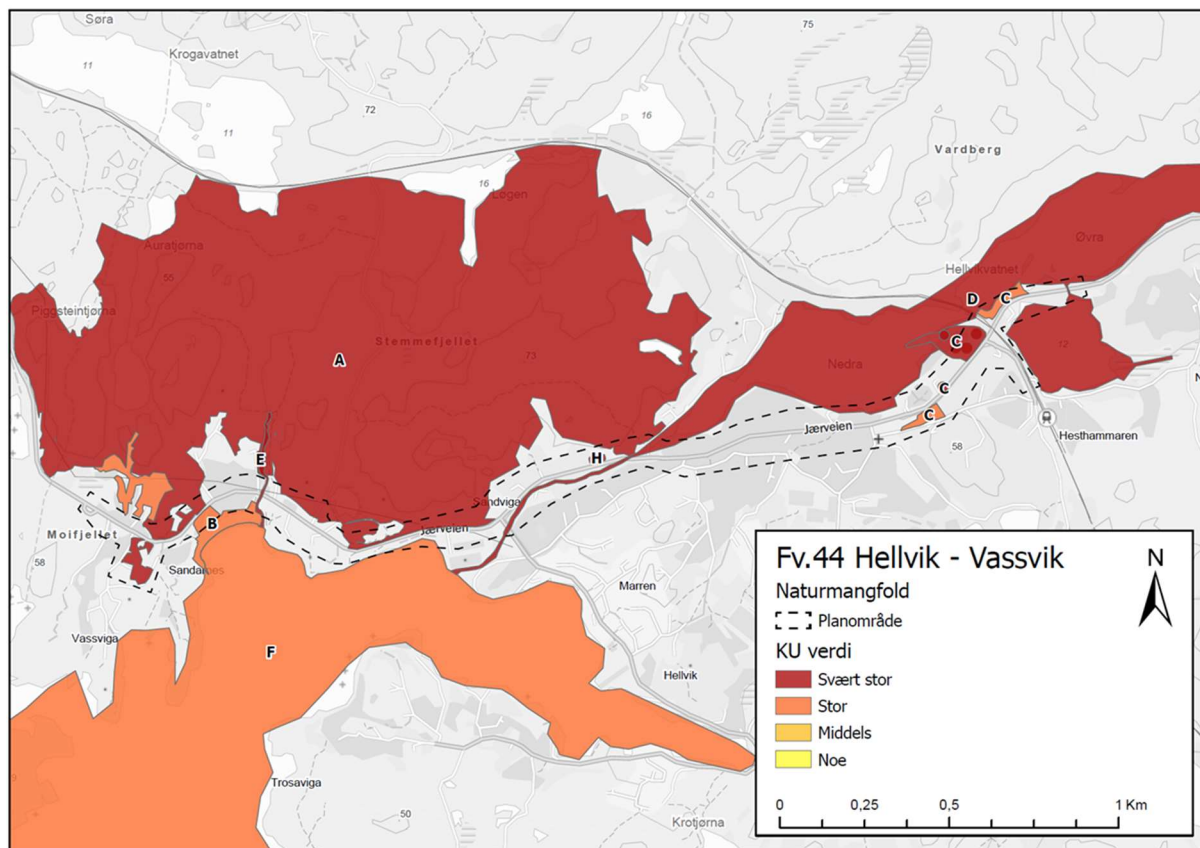 Søra
Krogavatnet
11
11
72
75
16
Vardberg
16
Løgen
Øvra
Auratjørna
55
Hellvikvatnet
Piggsteintjørna
D
C
Stemmefjellet
12
A
73
Nedra
C
C
C
Jærveien
Hesthammaren
58
E
H
Sandviga
B
Jærveien
Moifjellet
58
Sandarbes
Marren
Vassviga
F
Hellvik
Trosaviga
50
Krotjørna
Fv.44 Hellvik - Vassvik
N
Naturmangfold
Planområde
KU verdi
Svært stor
Stor
Middels
Noe
0 0,25 0,5 1 Km